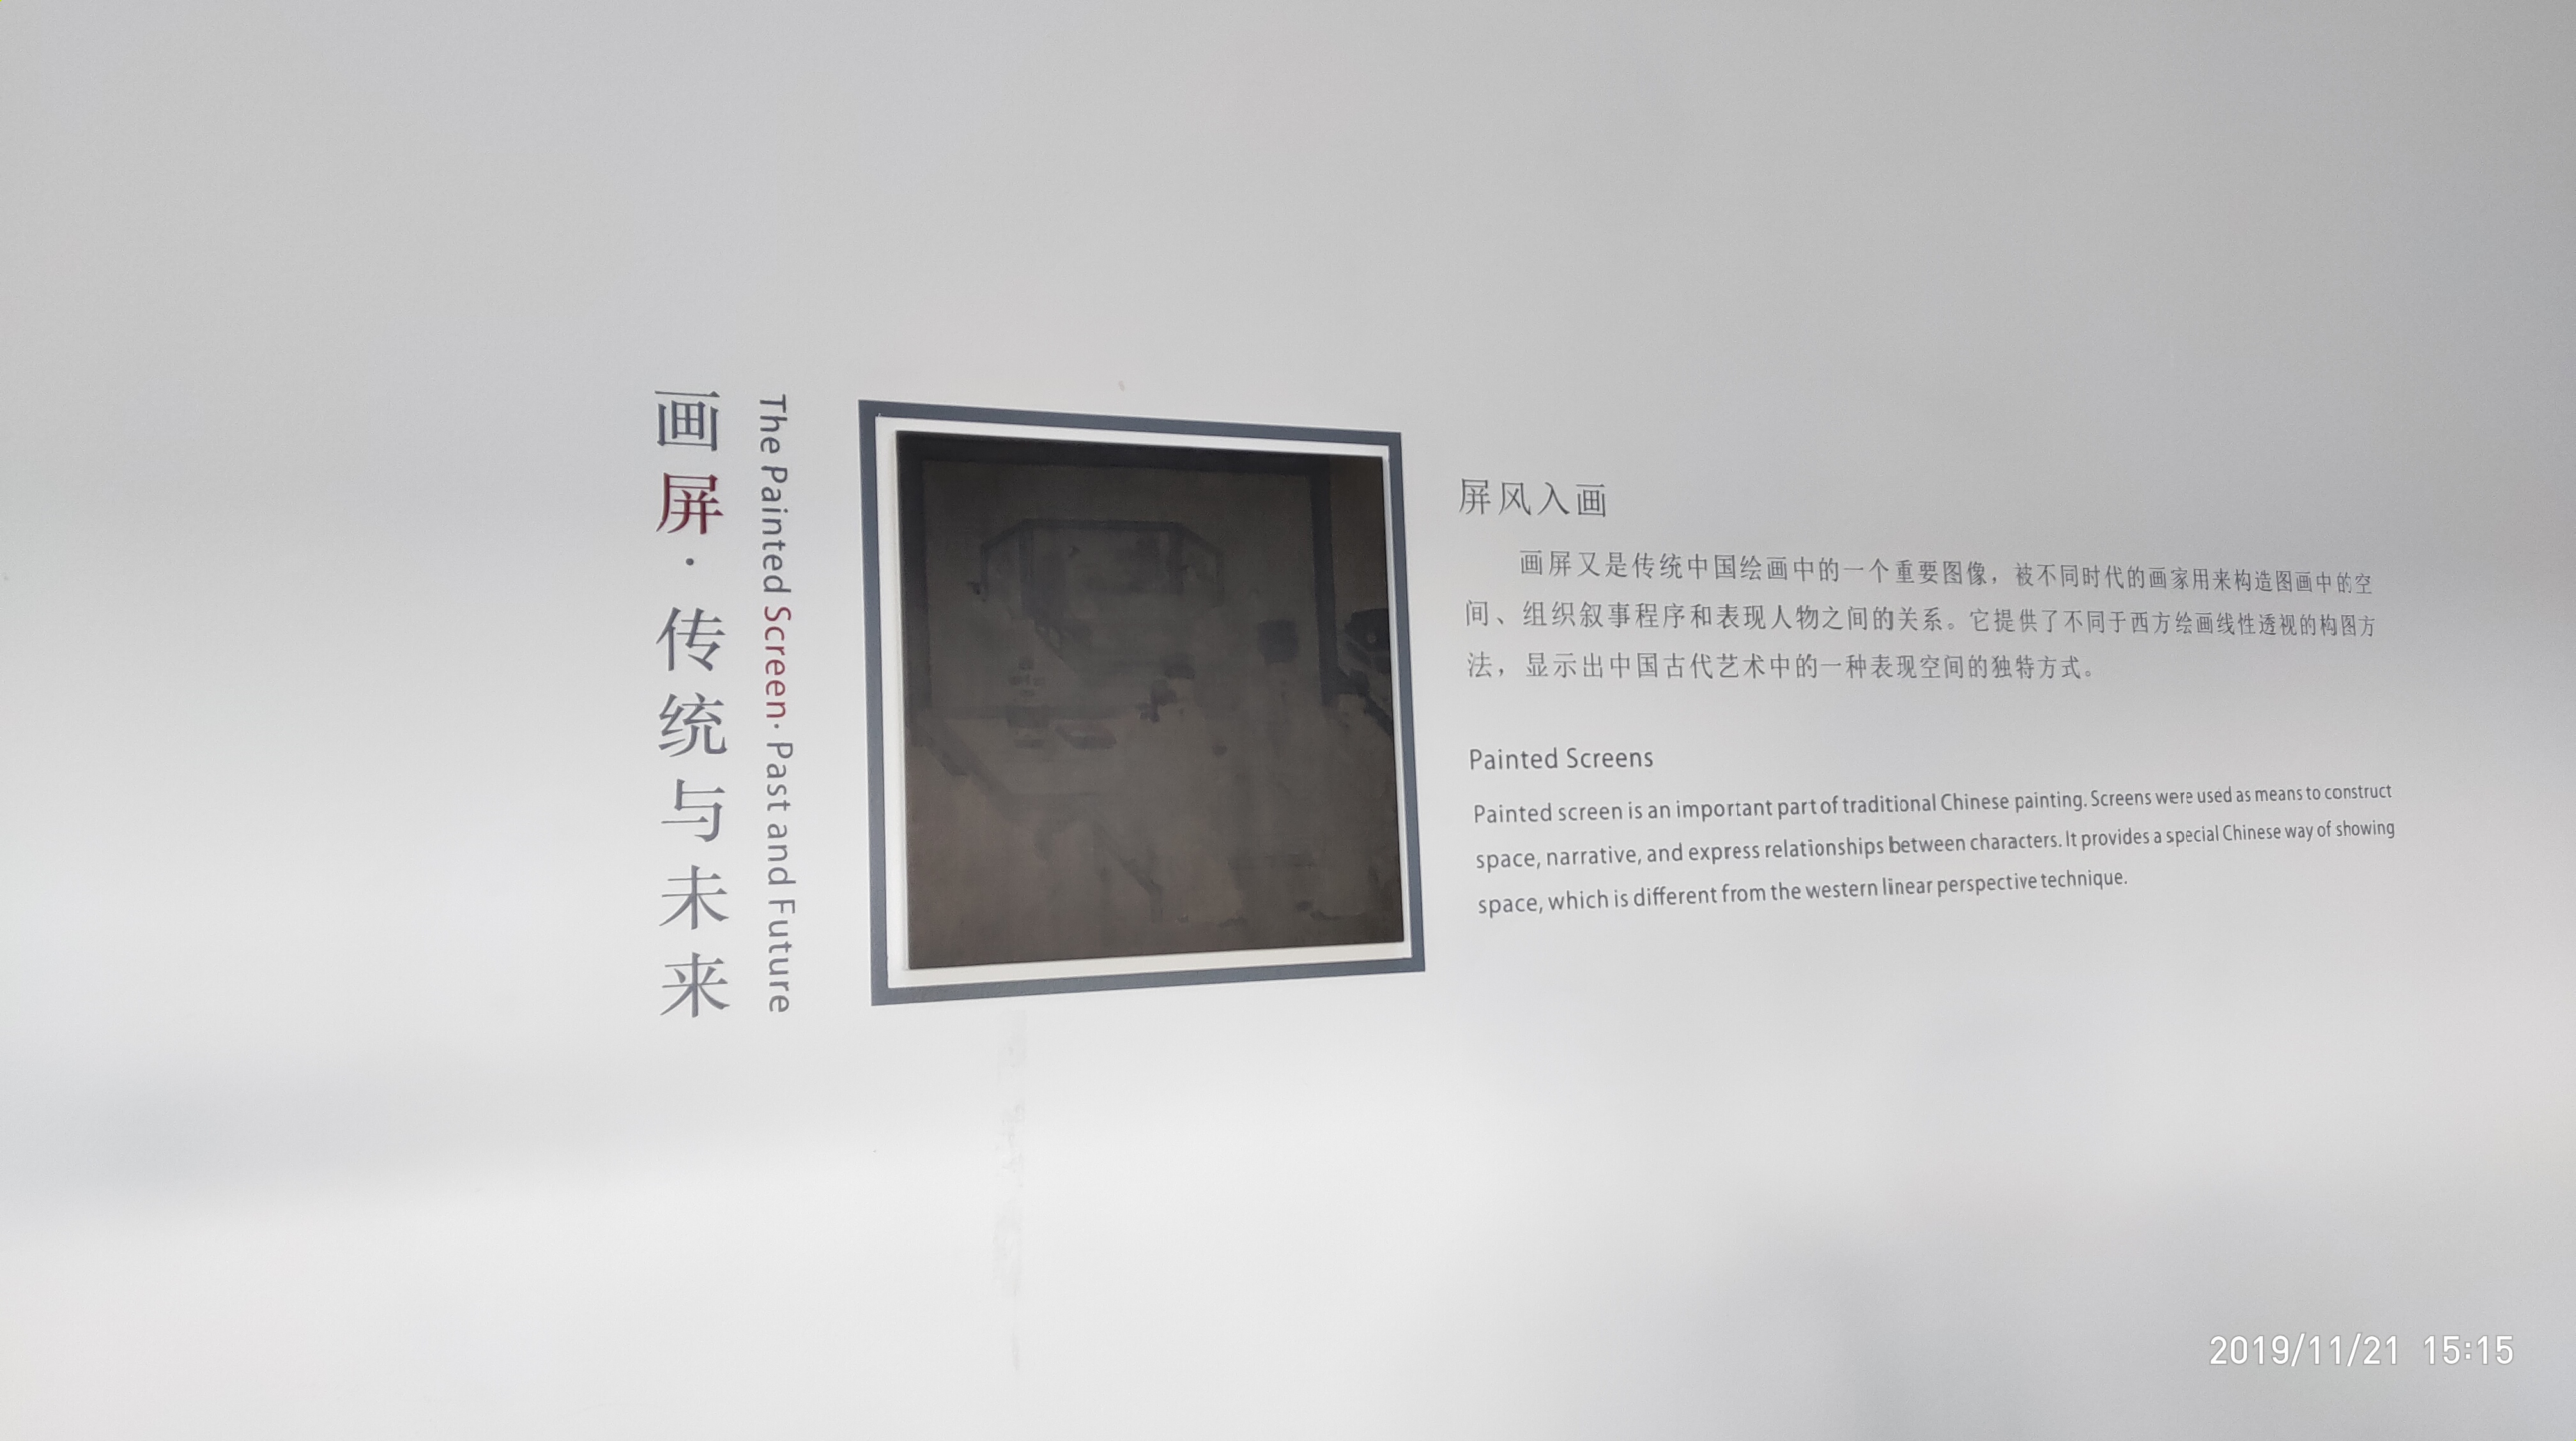 画屏·传统与未来
The Painted Screen·Past and Future
屏风入画
画屏又是传统中国绘画中的一个重要图像，被不同时代的画家用来构造图画中的空
间、组织叙事程序和表现人物之间的关系。它提供了不同于西方绘画线性透视的构图方
法，显示出中国古代艺术中的一种表现空间的独特方式。
Painted Screens
Painted screen is an important part of traditional Chinese painting. Screens were used as means to construct
space, narrative, and express relationships between characters. It provides a special Chinese way of showing
space, which is different from the western linear perspective technique.
2019/11/21 15:15